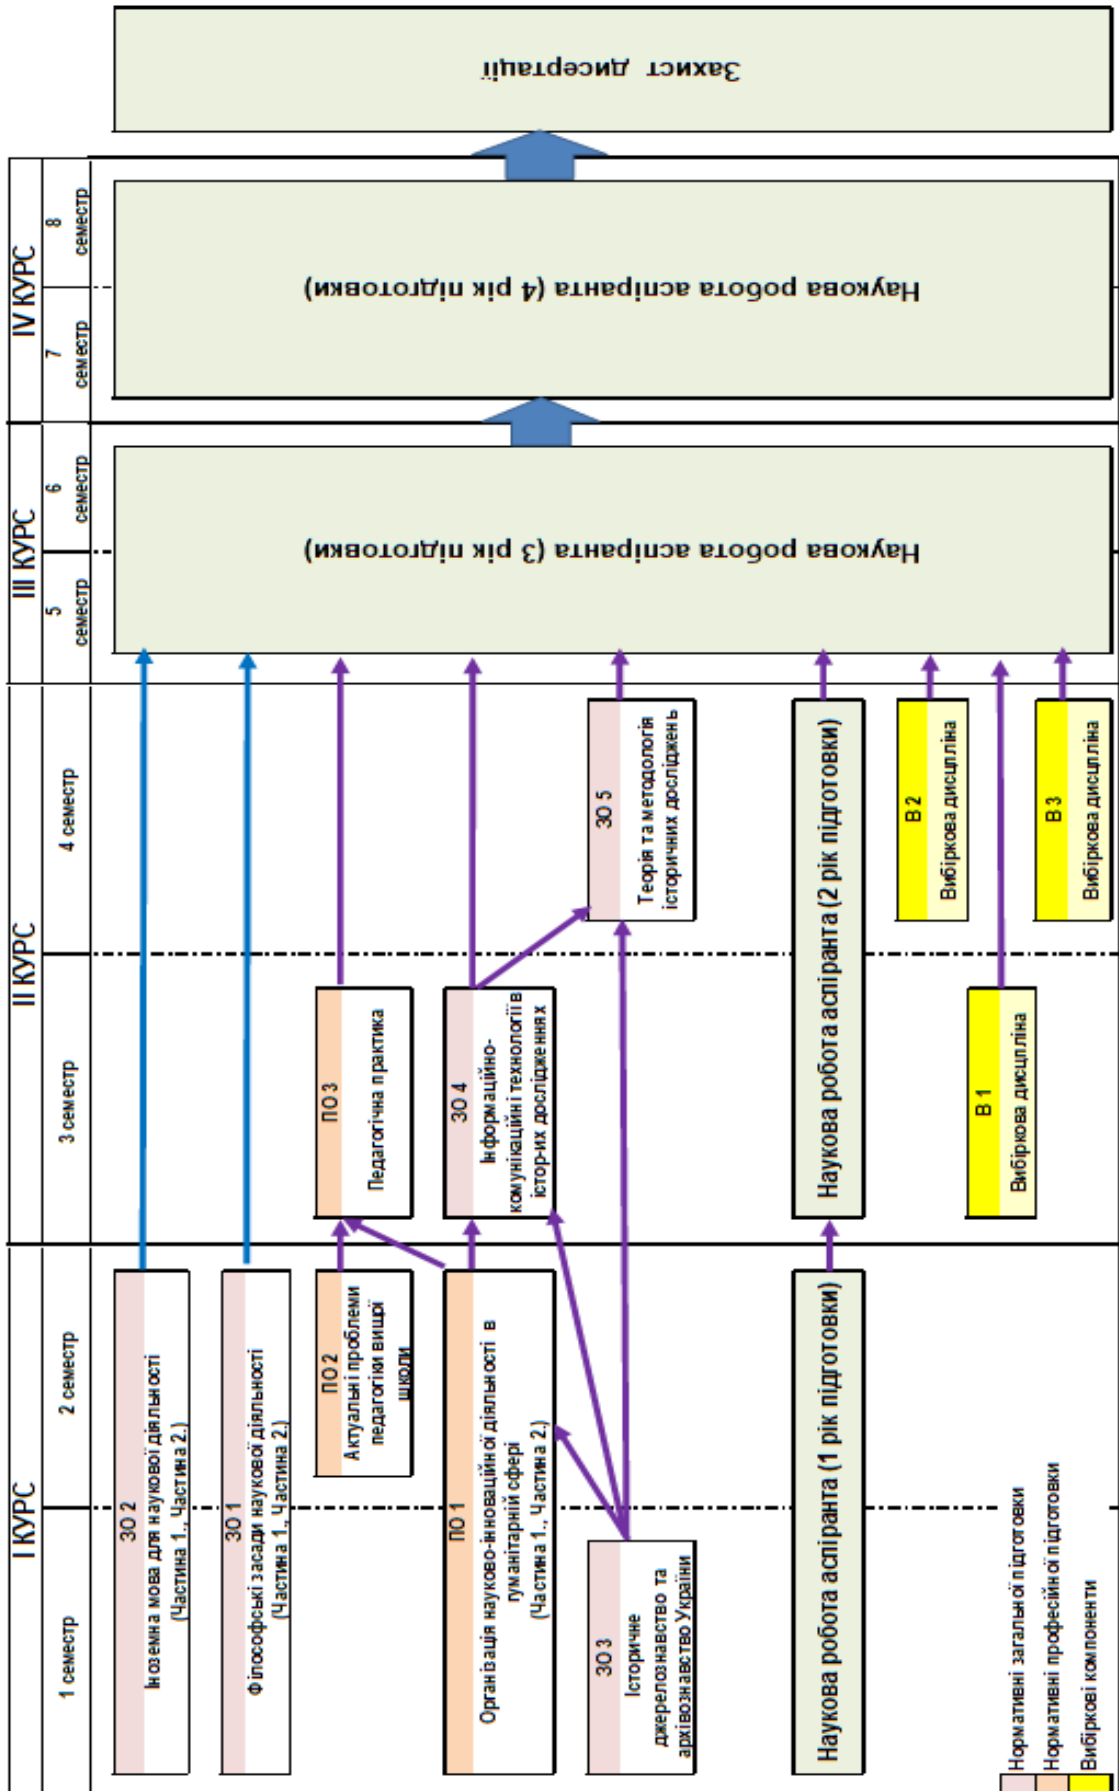 I КУРС
II КУРС
III КУРС
IV КУРС
1 семестр
2 семестр
3 семестр
4 семестр
5
семестр
6
семестр
7
семестр
8
семестр
ЗО 2
Іноземна мова для наукової діяльності
(Частина 1., Частина 2.)
ЗО 1
Філософські засади наукової діяльності
(Частина 1., Частина 2.)
ПО 2
Актуальні проблеми
педагогіки вищої
школи
ПО 3
Педагогічна практика
ПО 1
Організація науково-інноваційної діяльності в
гуманітарній сфері
(Частина 1., Частина 2.)
ЗО 4
Інформаційно-
комунікаційні технології в
істор-их дослідженнях
ЗО 3
Історичне
джерелознавство та
архівознавство України
ЗО 5
Теорія та методологія
історичних досліджень
Наукова робота аспіранта (1 рік підготовки)
Наукова робота аспіранта (2 рік підготовки)
В 2
Вибіркова дисципліна
В 1
Вибіркова дисципліна
В 3
Вибіркова дисципліна
Наукова робота аспіранта (3 рік підготовки)
Наукова робота аспіранта (4 рік підготовки)
Захист дисертації
Нормативні загальної підготовки
Нормативні професійної підготовки
Вибіркові компоненти